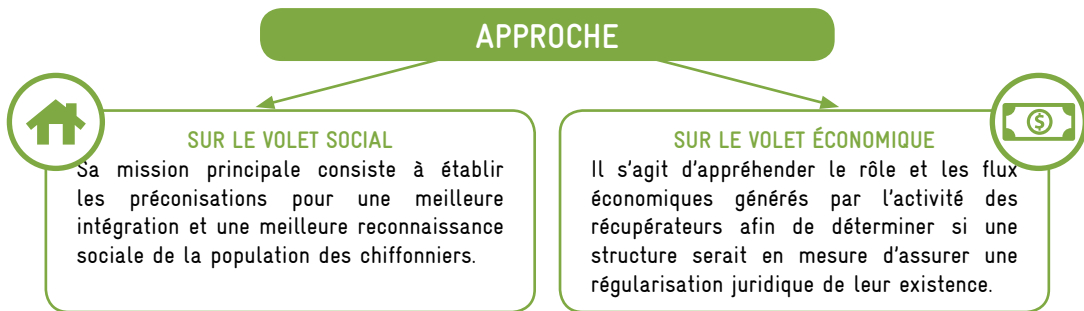 APPROCHE
SUR LE VOLET SOCIAL
Sa mission principale consiste à établir
les préconisations pour une meilleure
intégration et une meilleure reconnaissance
sociale de la population des chiffonniers.
SUR LE VOLET ÉCONOMIQUE
Il s'agit d'appréhender le rôle et les flux
économiques générés par l'activité des
récupérateurs afin de déterminer si une
structure serait en mesure d'assurer une
régularisation juridique de leur existence.
$